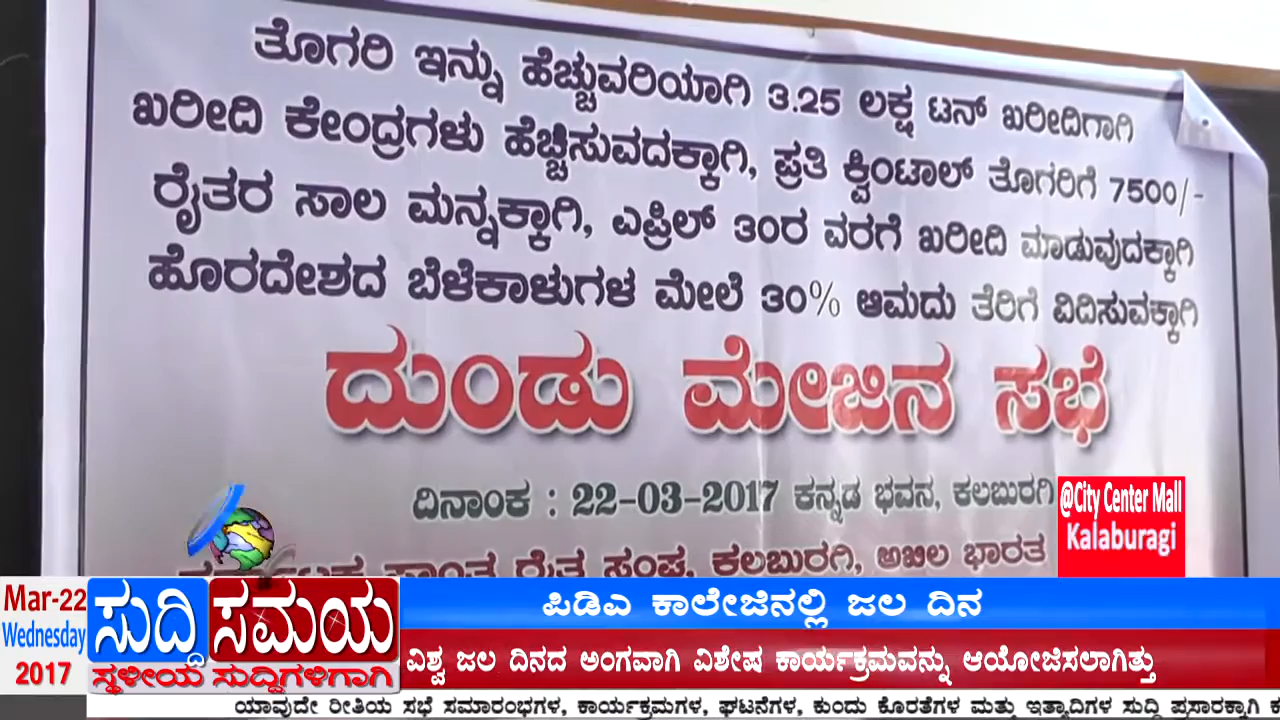 ತೊಗರಿ ಇನ್ನು ಹೆಚ್ಚುವರಿಯಾಗಿ 3.25 ಲಕ್ಷ ಟನ್ ಖರೀದಿಗಾಗಿ
ಖರೀದಿ ಕೇಂದ್ರಗಳು ಹೆಚ್ಚಿಸುವದಕ್ಕಾಗಿ, ಪ್ರತಿ ಕ್ವಿಂಟಾಲ್ ತೊಗರಿಗೆ 7500/-
ರೈತರ ಸಾಲ ಮನ್ನಕ್ಕಾಗಿ, ಎಪ್ರಿಲ್ 30ರ ವರಗೆ ಖರೀದಿ ಮಾಡುವುದಕ್ಕಾಗಿ
ಹೊರದೇಶದ ಬೆಳೆಕಾಳುಗಳ ಮೇಲೆ 30% ಆಮದು ತೆರಿಗೆ ವಿದಿಸುವಕ್ಕಾಗಿ
ದುಂಡು ಮೇಜಿನ ಸಭೆ
ದಿನಾಂಕ : 22-03-2017 ಕನ್ನಡ ಭವನ, ಕಲಬುರಗಿ
ಪ್ರಾಂತ ರೈತ ಸಂಘ, ಕಲಬುರಗಿ, ಅಖಿಲ ಭಾರತ
@City Center Mall
Kalaburagi
Mar-22
Wednesday
2017
ಸುದ್ದಿ ಸಮಯ
ಸ್ಥಳೀಯ ಸುದ್ದಿಗಳಿಗಾಗಿ
ಪಿಡಿಎ ಕಾಲೇಜಿನಲ್ಲಿ ಜಲ ದಿನ
ವಿಶ್ವ ಜಲ ದಿನದ ಅಂಗವಾಗಿ ವಿಶೇಷ ಕಾರ್ಯಕ್ರಮವನ್ನು ಆಯೋಜಿಸಲಾಗಿತ್ತು
ಯಾವುದೇ ರೀತಿಯ ಸಭೆ ಸಮಾರಂಭಗಳ, ಕಾರ್ಯಕ್ರಮಗಳ, ಘಟನೆಗಳ, ಕುಂದು ಕೊರತೆಗಳ ಮತ್ತು ಇತ್ಯಾದಿಗಳ ಸುದ್ದಿ ಪ್ರಸಾರಕ್ಕಾಗಿ